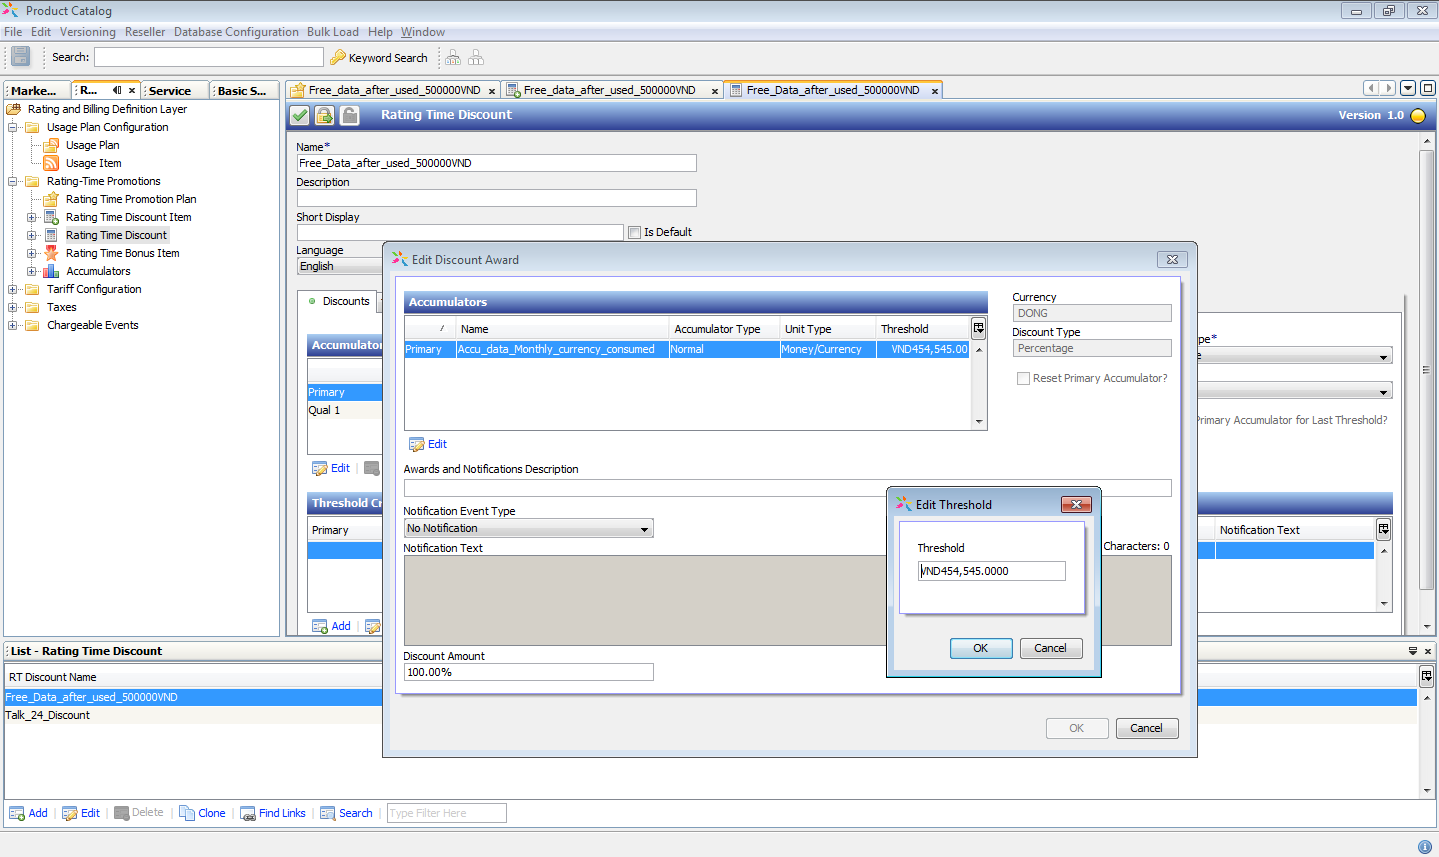 Product Catalog
File Edit Versioning Reseller Database Configuration Bulk Load Help Window
Search: Keyword Search
Marke... R... Service Basic S...
Rating and Billing Definition Layer
Usage Plan Configuration
Usage Plan
Usage Item
Rating-Time Promotions
Rating Time Promotion Plan
Rating Time Discount Item
Rating Time Discount
Rating Time Bonus Item
Accumulators
Tariff Configuration
Taxes
Chargeable Events
Free_data_after_used_500000VND Free_data_after_used_500000VND Free_Data_after_used_500000VND
Rating Time Discount Version 1.0
Name*
Free_Data_after_used_500000VND
Description
Short Display
Is Default
Language
English
Discounts
Accumulator
Primary
Qual 1
Edit
Threshold Cr
Primary
Add
ype*
e
Primary Accumulator for Last Threshold?
Notification Text
Edit Discount Award
Accumulators
Name Accumulator Type Unit Type Threshold
Primary Accu_data_Monthly_currency_consumed Normal Money/Currency VND454,545.00
Edit
Currency
DONG
Discount Type
Percentage
Reset Primary Accumulator?
Awards and Notifications Description
Notification Event Type
No Notification
Notification Text
Characters: 0
Discount Amount
100.00%
OK Cancel
Edit Threshold
Threshold
VND454,545.0000
OK Cancel
List - Rating Time Discount
RT Discount Name
Free_Data_after_used_500000VND
Talk_24_Discount
Add Edit Delete Clone Find Links Search Type Filter Here